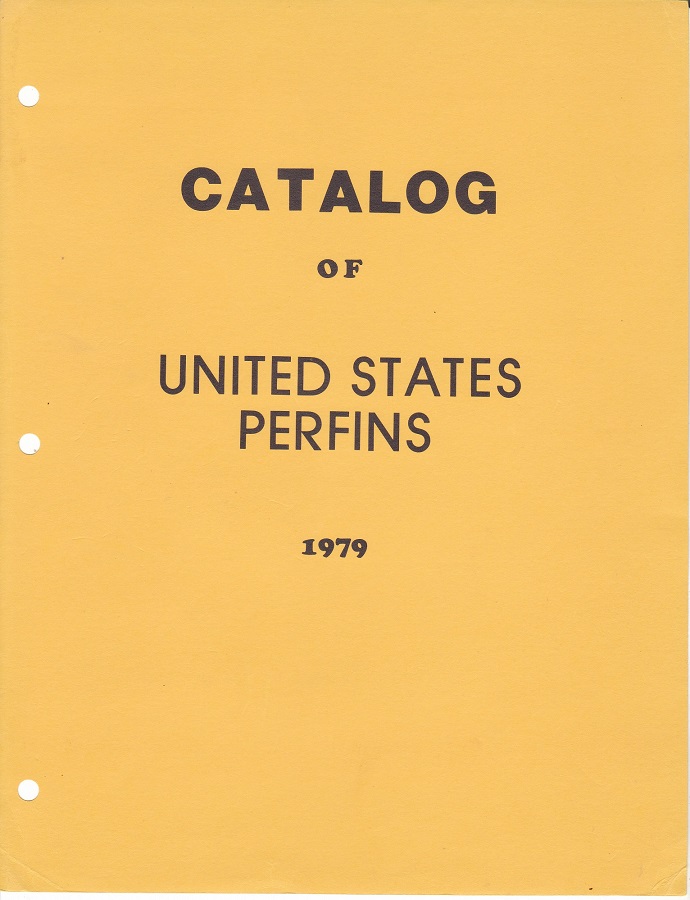 CATALOG
OF
UNITED STATES
PERFINS
1979